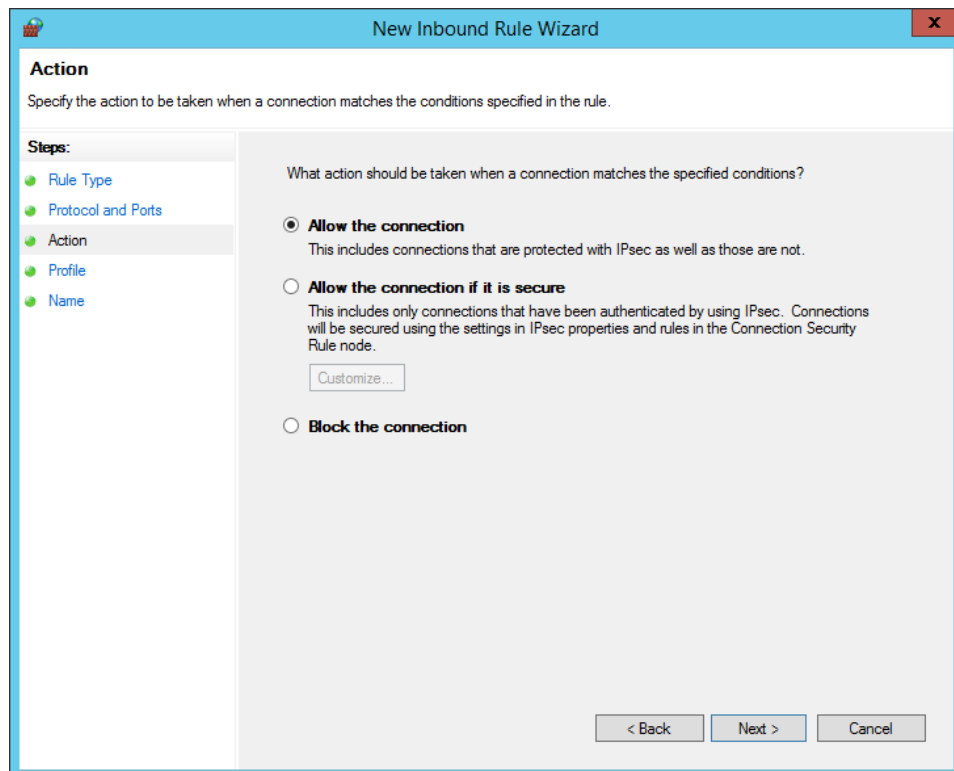 New Inbound Rule Wizard
x
Action
Specify the action to be taken when a connection matches the conditions specified in the rule.
Steps:
Rule Type
Protocol and Ports
Action
Profile
Name
What action should be taken when a connection matches the specified conditions?
Allow the connection
This includes connections that are protected with IPsec as well as those are not.
Allow the connection if it is secure
This includes only connections that have been authenticated by using IPsec. Connections
will be secured using the settings in IPsec properties and rules in the Connection Security
Rule node.
Customize...
Block the connection
< Back
Next >
Cancel